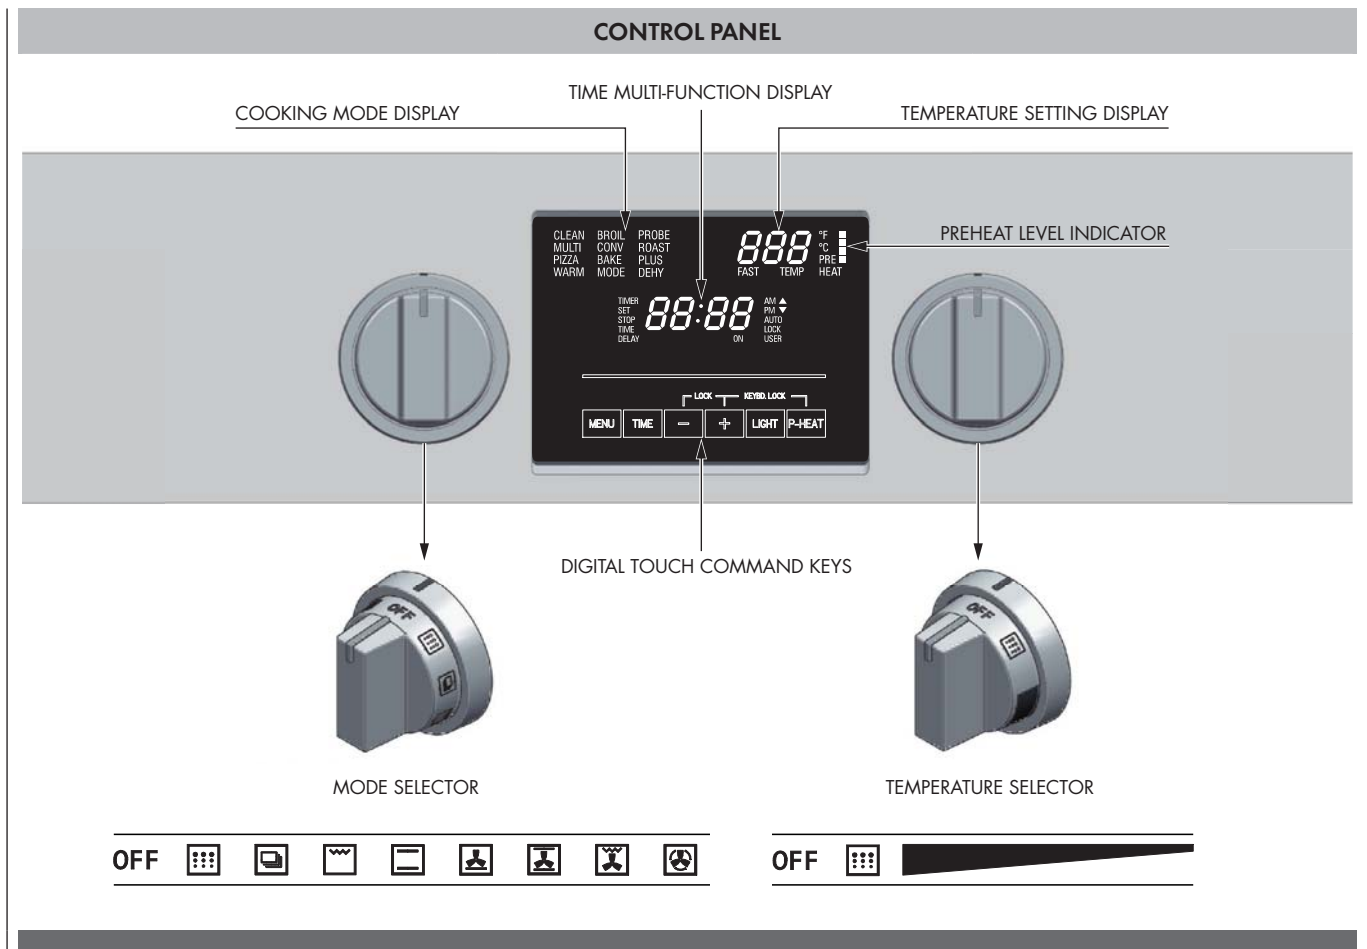 CONTROL PANEL
TIME MULTI-FUNCTION DISPLAY
COOKING MODE DISPLAY
TEMPERATURE SETTING DISPLAY
CLEAN BROIL PROBE
MULTI CONV ROAST
PIZZA BAKE PLUS
WARM MODE DEHY
888
°F
°C
PRE
HEAT
FAST TEMP
PREHEAT LEVEL INDICATOR
TIMER
SET
STOP
TIME
DELAY
88:88
ON
AM ▲
PM ▼
AUTO
LOCK
USER
LOCK KEYBD. LOCK
MENU TIME - + LIGHT P-HEAT
DIGITAL TOUCH COMMAND KEYS
OFF
OFF
MODE SELECTOR
TEMPERATURE SELECTOR
OFF
OFF